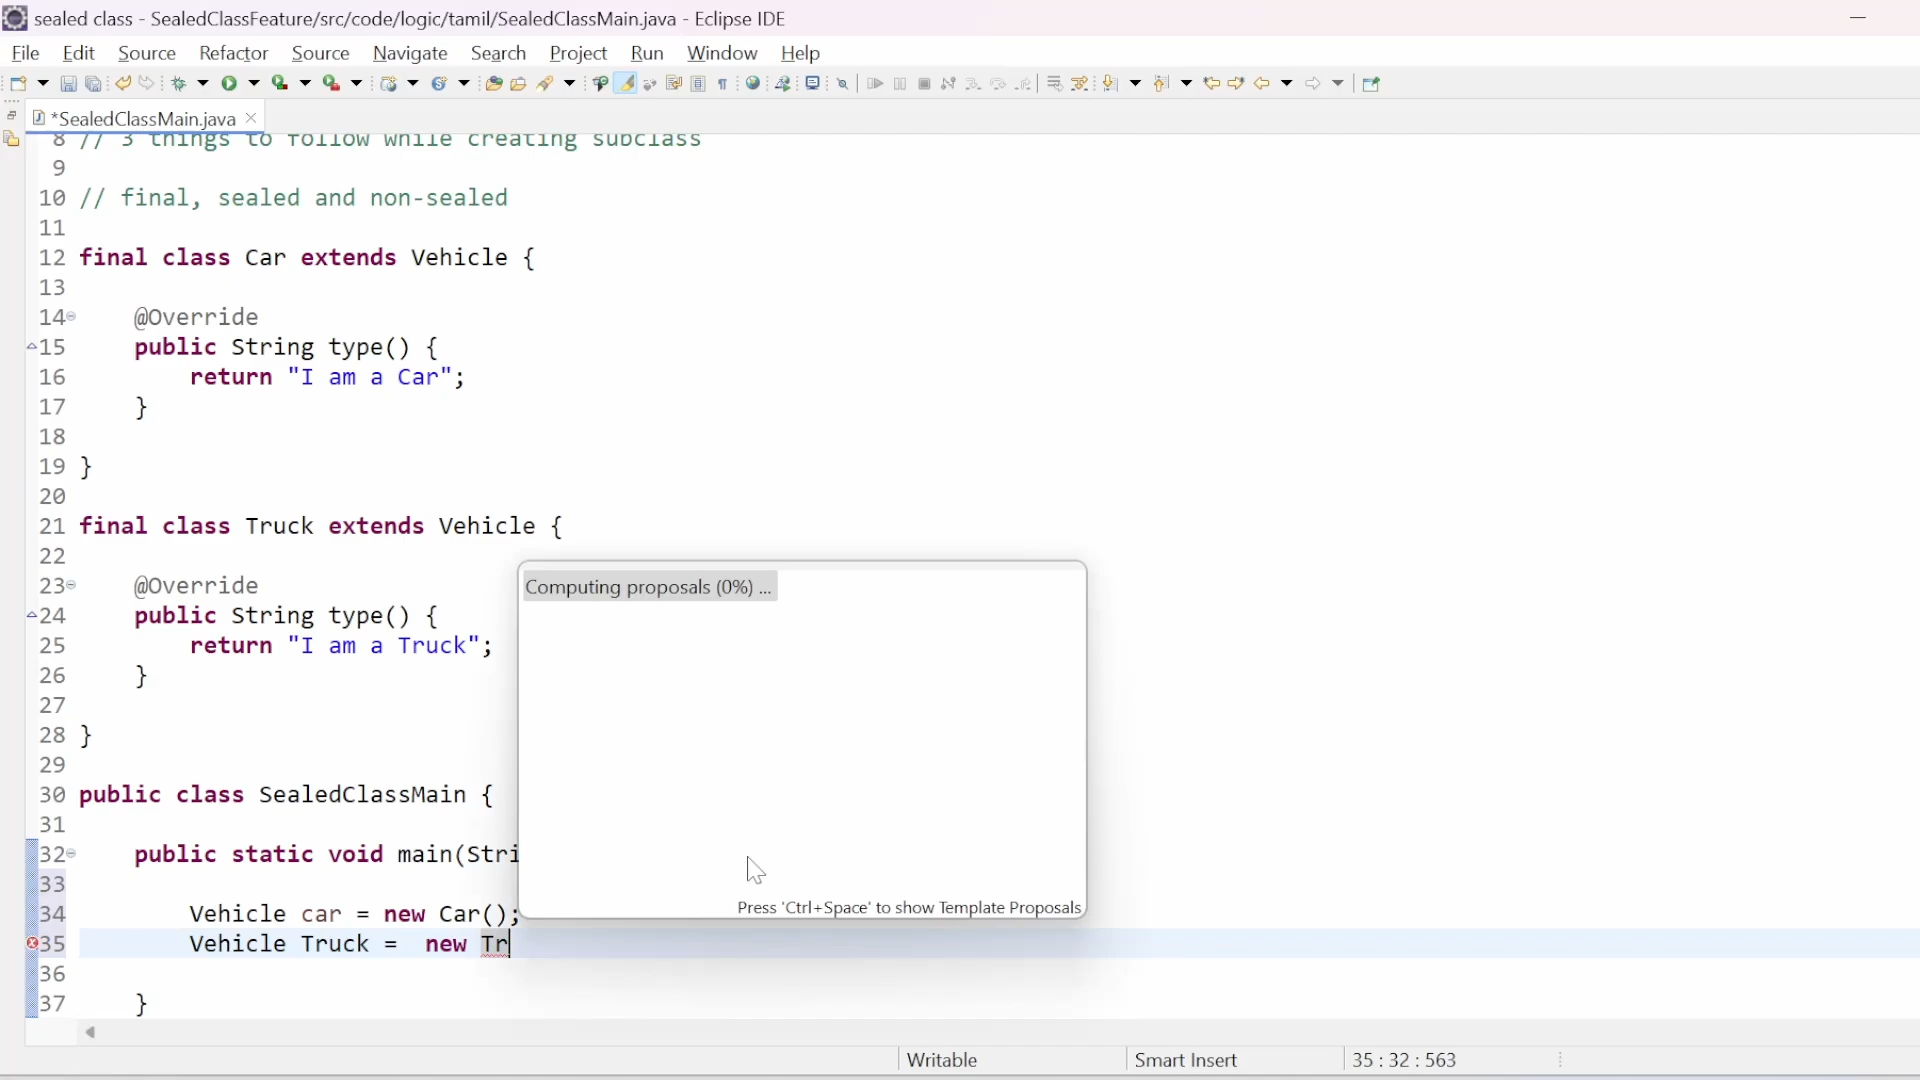 sealed class - SealedClassFeature/src/code/logic/tamil/SealedClassMain.java - Eclipse IDE
File Edit Source Refactor Source Navigate Search Project Run Window Help
*SealedClassMain.java
8 // 3 things to follow while creating subclass
9
10 // final, sealed and non-sealed
11
12 final class Car extends Vehicle {
13
14 @Override
15 public String type() {
16 return "I am a Car";
17 }
18
19 }
20
21 final class Truck extends Vehicle {
22
23 @Override
24 public String type() {
25 return "I am a Truck";
26 }
27
28 }
29
30 public class SealedClassMain {
31
32 public static void main(Stri
33
34 Vehicle car = new Car();
35 Vehicle Truck =  new Tr
36
37 }
Computing proposals (0%) ...
Press 'Ctrl+Space' to show Template Proposals
Writable Smart Insert 35 : 32 : 563